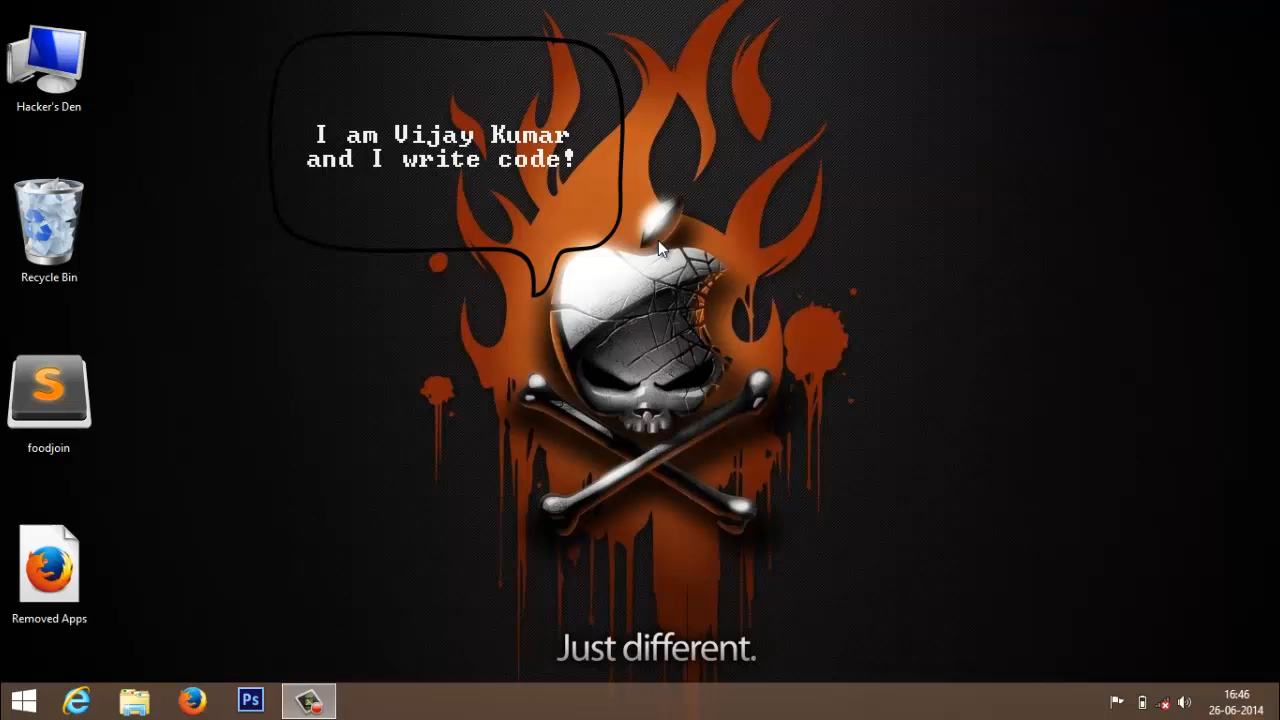 Hacker's Den
I am Vijay Kumar
and I write code!
Recycle Bin
S
foodjoin
Removed Apps
Just different.
Ps
16:46
26-06-2014